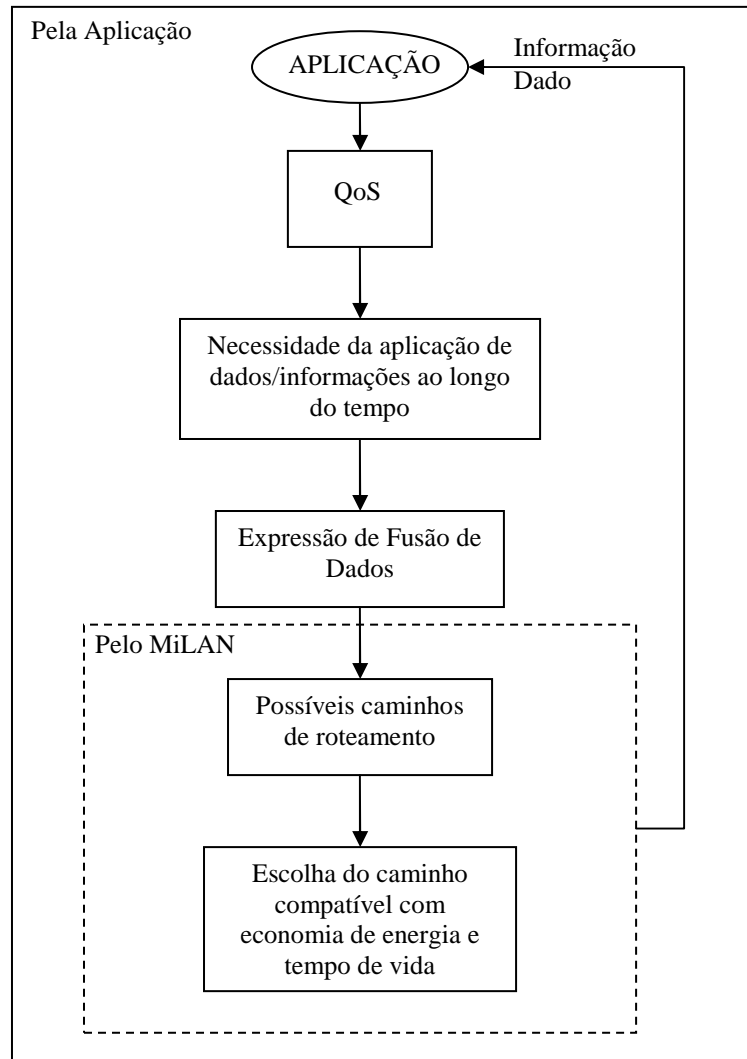 Pela Aplicação
Informação
APLICAÇÃO
Dado
QoS
Necessidade da aplicação de
dados/informações ao longo
do tempo
Expressão de Fusão de
Dados
Pelo MiLAN
Possíveis caminhos
de roteamento
Escolha do caminho
compatível com
economia de energia e
tempo de vida